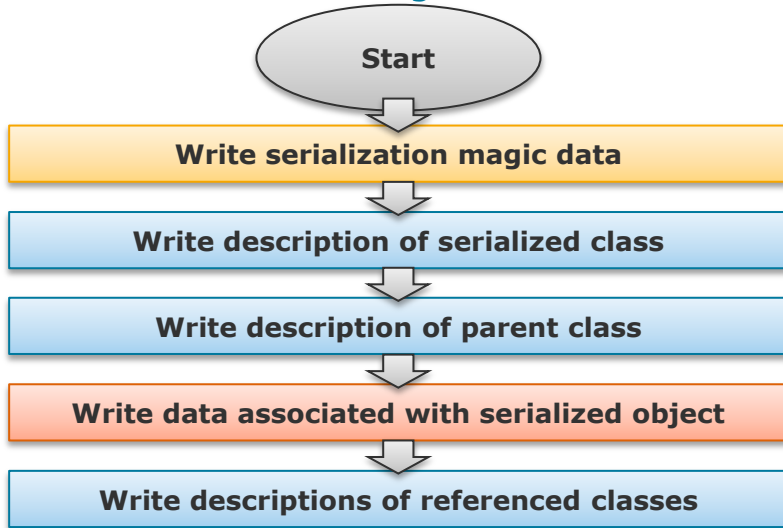 Start
Write serialization magic data
Write description of serialized class
Write description of parent class
Write data associated with serialized object
Write descriptions of referenced classes